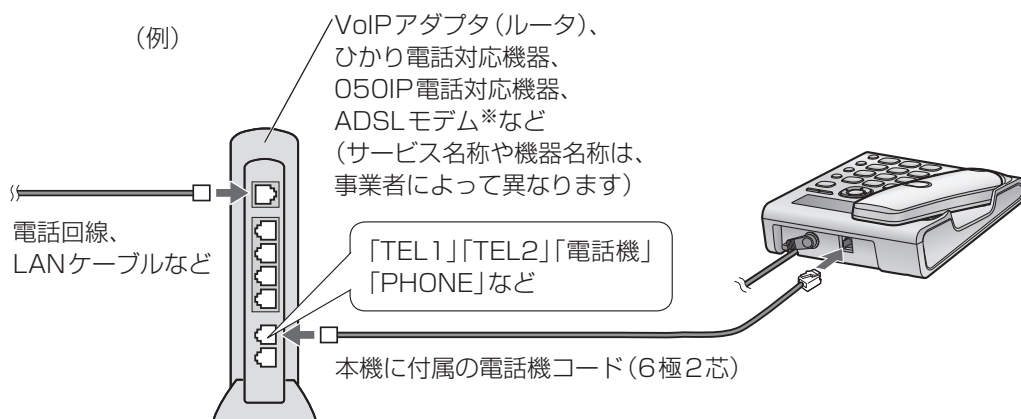 (例)
VoIPアダプタ(ルータ)、
ひかり電話対応機器、
050IP電話対応機器、
ADSLモデム※など
(サービス名称や機器名称は、
事業者によって異なります)
電話回線、
LANケーブルなど
「TEL1」「TEL2」「電話機」
「PHONE」など
本機に付属の電話機コード(6極2芯)